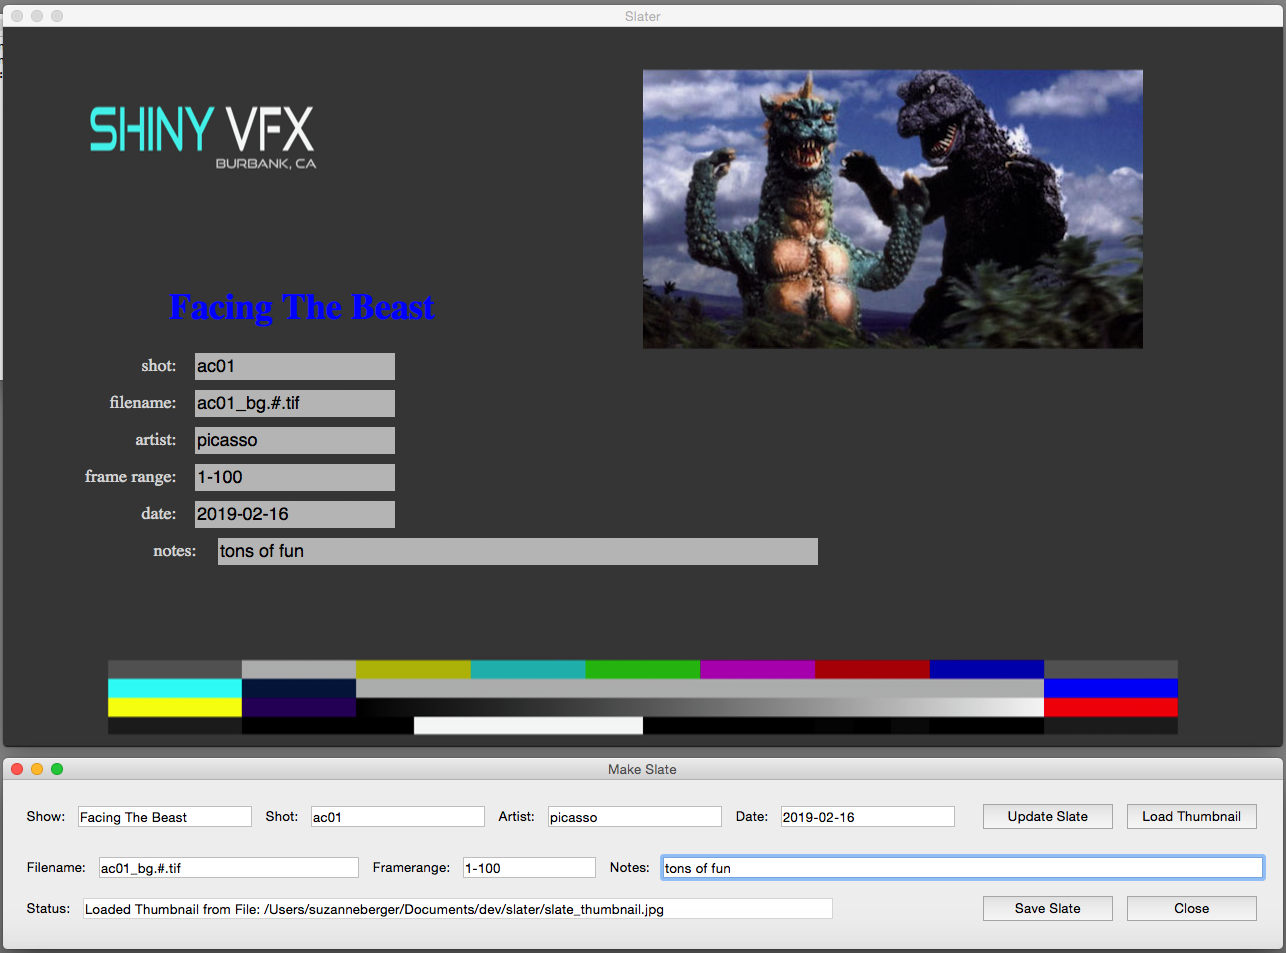 Slater
SHINY VFX
BURBANK, CA
Facing The Beast
shot: ac01
filename: ac01_bg.#.tif
artist: picasso
frame range: 1-100
date: 2019-02-16
notes: tons of fun
Make Slate
Show: Facing The Beast Shot: ac01 Artist: picasso Date: 2019-02-16 Update Slate Load Thumbnail
Filename: ac01_bg.#.tif Framerange: 1-100 Notes: tons of fun
Status: Loaded Thumbnail from File: /Users/suzanneberger/Documents/dev/slater/slate_thumbnail.jpg Save Slate Close